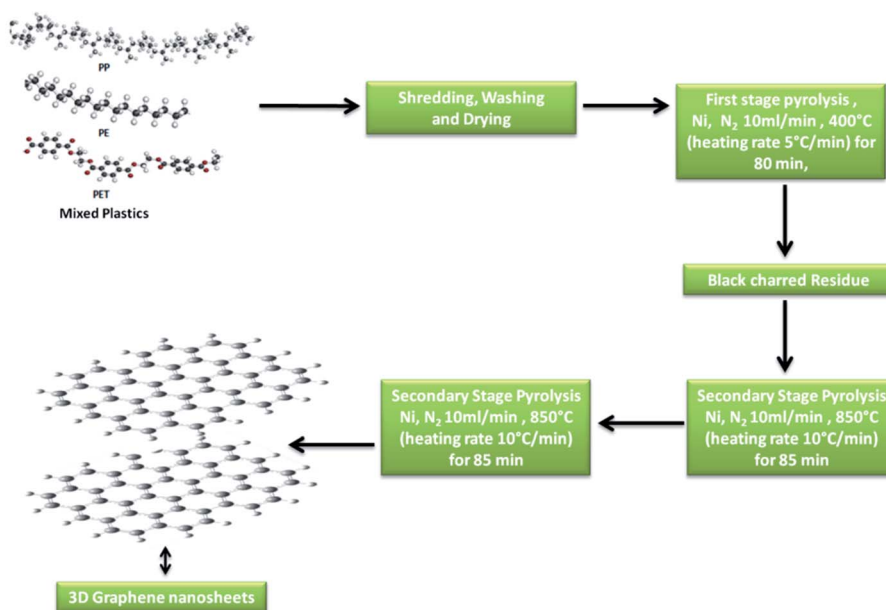 PP
PE
PET
Mixed Plastics
Shredding, Washing
and Drying
First stage pyrolysis ,
Ni, N₂ 10ml/min , 400°C
(heating rate 5°C/min) for
80 min,
Black charred Residue
Secondary Stage Pyrolysis
Ni, N₂ 10ml/min , 850°C
(heating rate 10°C/min)
for 85 min
Secondary Stage Pyrolysis
Ni, N₂ 10ml/min , 850°C
(heating rate 10°C/min)
for 85 min
3D Graphene nanosheets